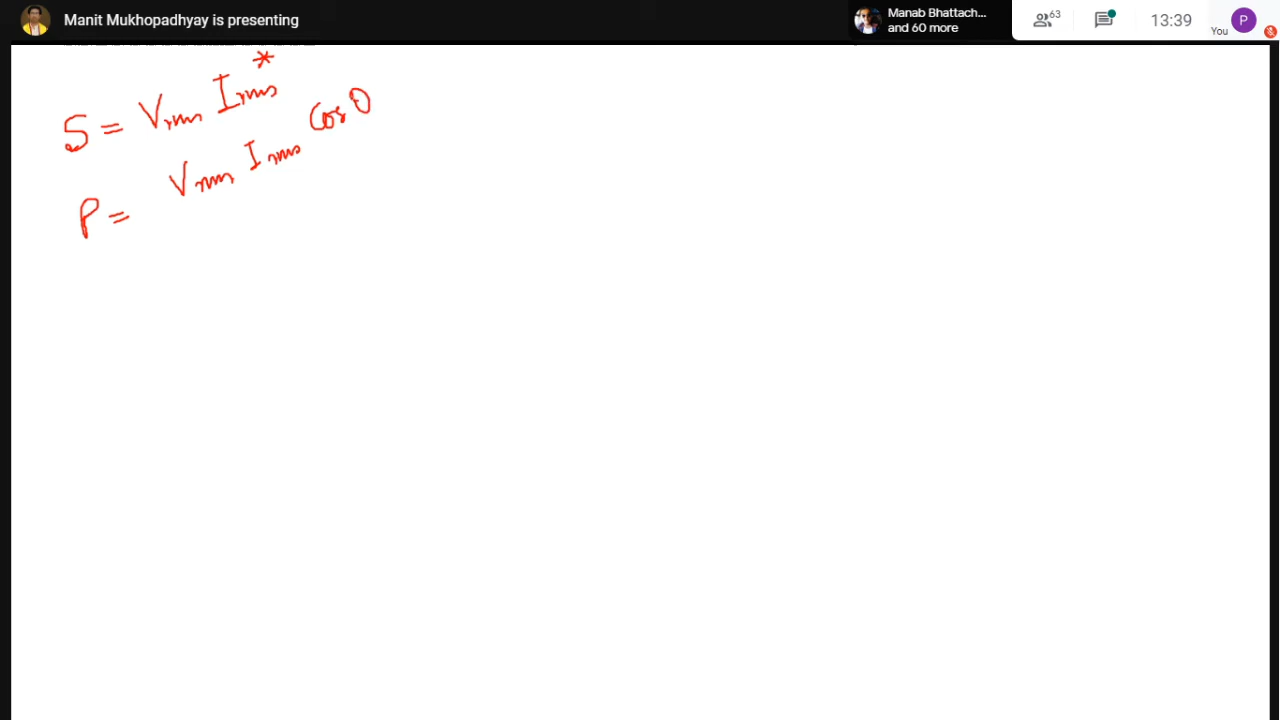 Manit Mukhopadhyay is presenting
Manab Bhattach...
and 60 more
63
13:39
You
P
S = Vrms Irms*
P = Vrms Irms Cos θ